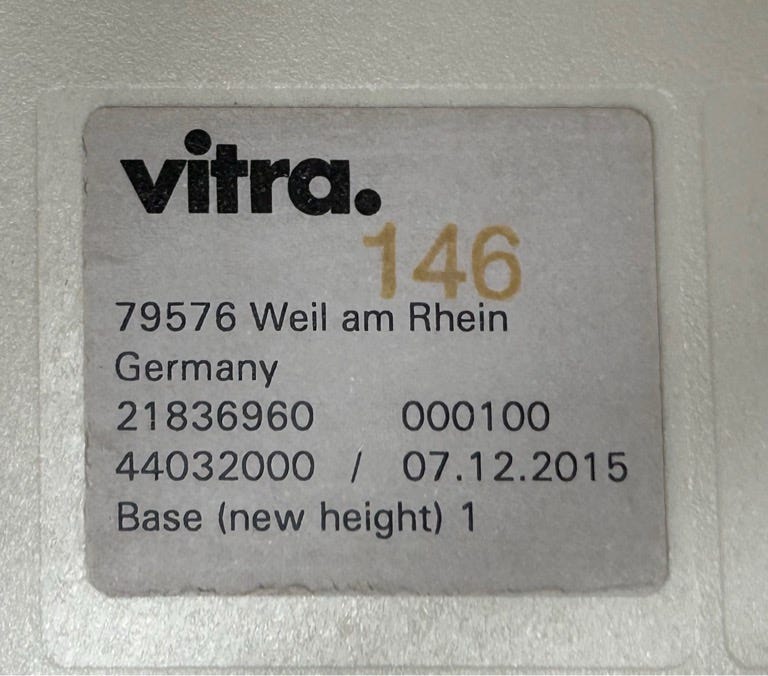 vitra.
146
79576 Weil am Rhein
Germany
21836960 000100
44032000 / 07.12.2015
Base (new height) 1